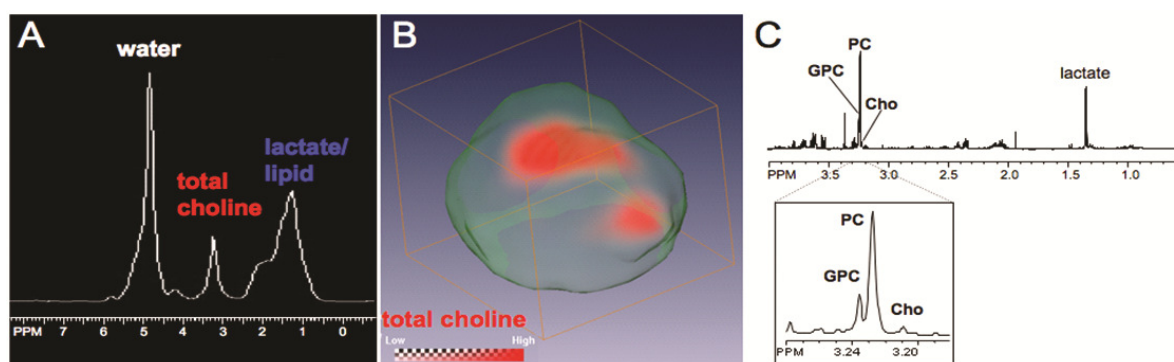 A
water
total
choline
lactate/
lipid
PPM 7 6 5 4 3 2 1 0
B
total choline
Low High
C
PC
GPC
Cho
lactate
PPM 3.5 3.0 2.5 2.0 1.5 1.0
PC
GPC
Cho
PPM 3.24 3.20